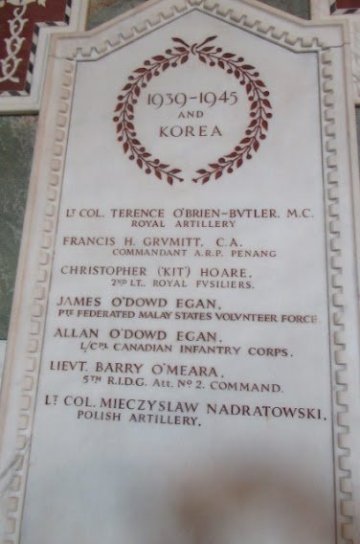 1939-1945
AND
KOREA
Lᵀ COL. TERENCE O'BRIEN-BVTLER. M.C.
ROYAL ARTILLERY
FRANCIS H. GRVMITT, C.A.
COMMANDANT A.R.P. PENANG
CHRISTOPHER ('KIT') HOARE.
2ᴺᴰ LT. ROYAL FVSILIERS.
JAMES O'DOWD EGAN.
Pᵀᴱ FEDERATED MALAY STATES VOLVNTEER FORCE
ALLAN O'DOWD EGAN.
L/Cᴾᴸ CANADIAN INFANTRY CORPS.
LIEVT. BARRY O'MEARA.
5TH R.I.D.G. Att. Nº 2. COMMAND.
Lᵀ COL. MIECZYSLAW NADRATOWSKI.
POLISH ARTILLERY.